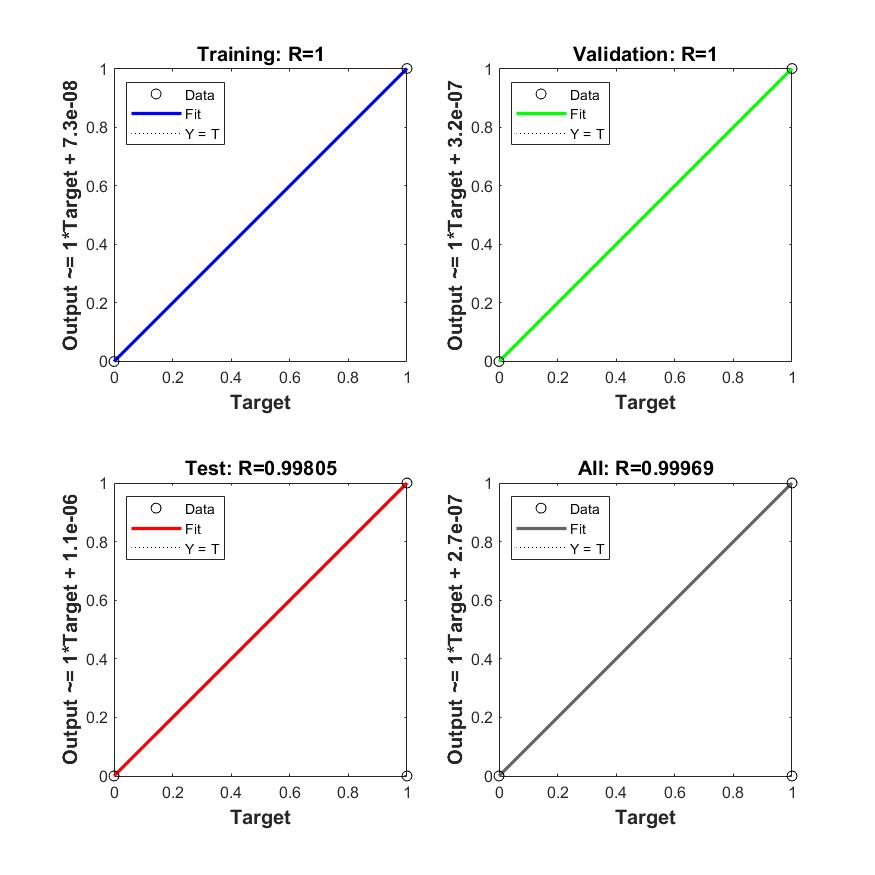 Training: R=1
Output ~= 1*Target + 7.3e-08
1
0.8
0.6
0.4
0.2
0
Data
Fit
Y = T
0 0.2 0.4 0.6 0.8 1
Target
Validation: R=1
Output ~= 1*Target + 3.2e-07
1
0.8
0.6
0.4
0.2
0
Data
Fit
Y = T
0 0.2 0.4 0.6 0.8 1
Target
Test: R=0.99805
Output ~= 1*Target + 1.1e-06
1
0.8
0.6
0.4
0.2
0
Data
Fit
Y = T
0 0.2 0.4 0.6 0.8 1
Target
All: R=0.99969
Output ~= 1*Target + 2.7e-07
1
0.8
0.6
0.4
0.2
0
Data
Fit
Y = T
0 0.2 0.4 0.6 0.8 1
Target